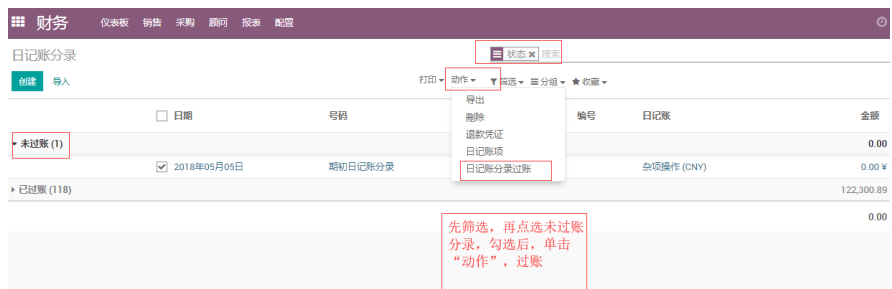 财务 仪表板 销售 采购 顾问 报表 配置
日记账分录
状态 × 搜索...
创建 导入
打印 动作 筛选 分组 收藏
导出
删除
退款凭证
日记账项
日记账分录过账
日期 号码 编号 日记账 金额
未过账 (1) 0.00
2018年05月05日 期初日记账分录 杂项操作 (CNY) 0.00 ¥
已过账 (118) 122,300.89
0.00
先筛选，再点选未过账
分录，勾选后，单击
“动作”，过账